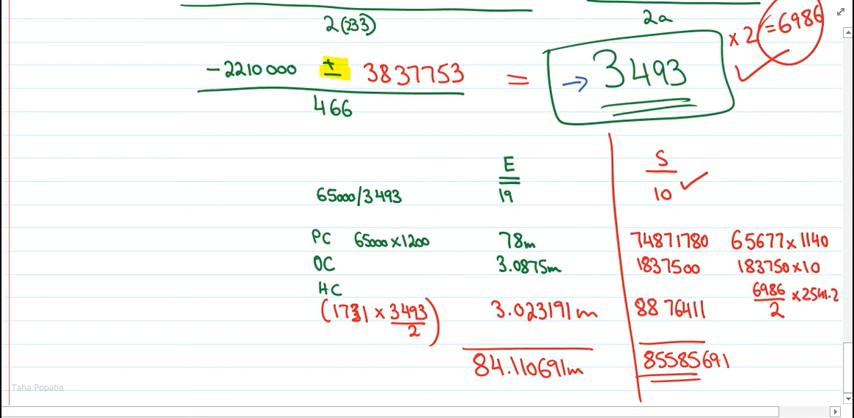 2(233) 2a
x 2 = 6986
-2210000 ± 3837753 = → 3493
466
E S
65000/3493 19 10 ✓
PC 65000 x 1200 78m 74871780 65677 x 1140
OC 3.0875m 1837500 183750 x 10
HC
(1731 x 3493/2) 3.023191m 8876411 6986/2 x 2541.2
84.110691m 85585691
Taha Popatia